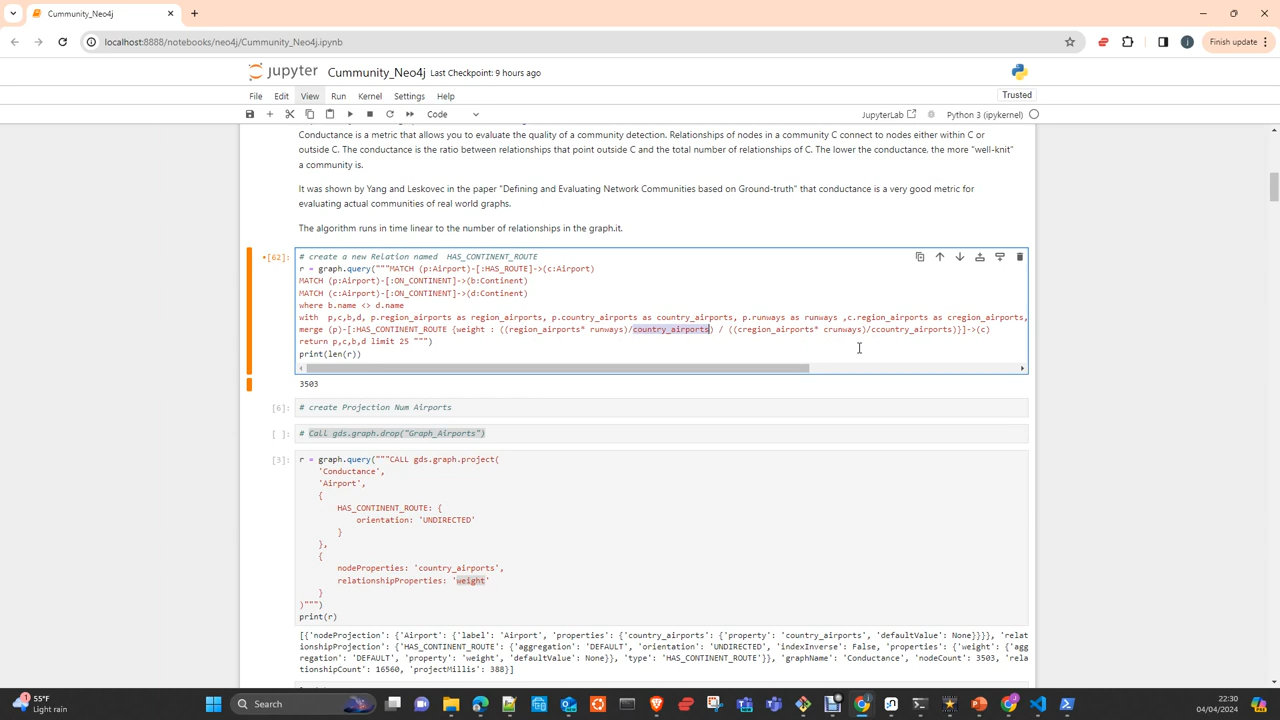 Cummunity_Neo4j
localhost:8888/notebooks/neo4j/Cummunity_Neo4j.ipynb
Finish update
jupyter Cummunity_Neo4j Last Checkpoint: 9 hours ago
File Edit View Run Kernel Settings Help
Trusted
Code
JupyterLab
Python 3 (ipykernel)
Conductance is a metric that allows you to evaluate the quality of a community detection. Relationships of nodes in a community C connect to nodes either within C or
outside C. The conductance is the ratio between relationships that point outside C and the total number of relationships of C. The lower the conductance, the more "well-knit"
a community is.
It was shown by Yang and Leskovec in the paper "Defining and Evaluating Network Communities based on Ground-truth" that conductance is a very good metric for
evaluating actual communities of real world graphs.
The algorithm runs in time linear to the number of relationships in the graph.it.
[62]:
# create a new Relation named HAS_CONTINENT_ROUTE
r = graph.query("""MATCH (p:Airport)-[:HAS_ROUTE]->(c:Airport)
MATCH (p:Airport)-[:ON_CONTINENT]->(b:Continent)
MATCH (c:Airport)-[:ON_CONTINENT]->(d:Continent)
where b.name <> d.name
with p,c,b,d, p.region_airports as region_airports, p.country_airports as country_airports, p.runways as runways ,c.region_airports as cregion_airports,
merge (p)-[:HAS_CONTINENT_ROUTE {weight : ((region_airports* runways)/country_airports) / ((cregion_airports* crunways)/ccountry_airports)}]->(c)
return p,c,b,d limit 25 """)
print(len(r))
3503
[6]:
# create Projection Num Airports
[ ]:
# Call gds.graph.drop("Graph_Airports")
[3]:
r = graph.query("""CALL gds.graph.project(
'Conductance',
'Airport',
{
HAS_CONTINENT_ROUTE: {
orientation: 'UNDIRECTED'
}
},
{
nodeProperties: 'country_airports',
relationshipProperties: 'weight'
}
)""")
print(r)
[{'nodeProjection': {'Airport': {'label': 'Airport', 'properties': {'country_airports': {'property': 'country_airports', 'defaultValue': None}}}}, 'relat
ionshipProjection': {'HAS_CONTINENT_ROUTE': {'aggregation': 'DEFAULT', 'orientation': 'UNDIRECTED', 'indexInverse': False, 'properties': {'weight': {'agg
regation': 'DEFAULT', 'property': 'weight', 'defaultValue': None}}, 'type': 'HAS_CONTINENT_ROUTE'}}, 'graphName': 'Conductance', 'nodeCount': 3503, 'rela
tionshipCount': 16560, 'projectMillis': 388}]
55°F
Light rain
Search
22:30
04/04/2024